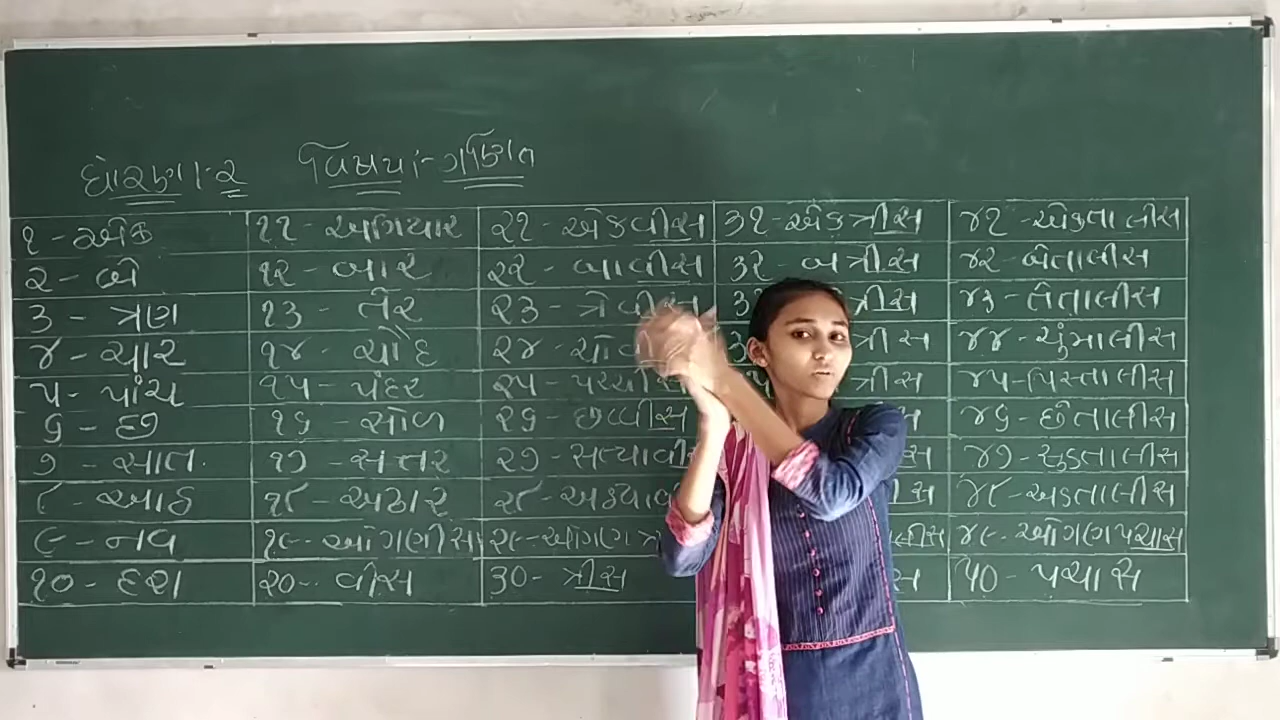 ધોરણ:-૨ વિષય:-ગણિત
૧ - એક ૧૧ - અગિયાર ૨૧ - એકવીસ ૩૧ - એકત્રીસ ૪૧ - એકતાલીસ
૨ - બે ૧૨ - બાર ૨૨ - બાવીસ ૩૨ - બત્રીસ ૪૨ - બેતાલીસ
૩ - ત્રણ ૧૩ - તેર ૨૩ - ત્રેવીસ ત્રીસ ૪૩ - તેતાલીસ
૪ - ચાર ૧૪ - ચૌદ ૨૪ - ત્રીસ ૪૪ - ચુંમાલીસ
૫ - પાંચ ૧૫ - પંદર ૨૫ - પચ્ચીસ ત્રીસ ૪૫ - પિસ્તાલીસ
૬ - છ ૧૬ - સોળ ૨૬ - છવ્વીસ ૪૬ - છેતાલીસ
૭ - સાત ૧૭ - સત્તર ૨૭ - સત્યાવીસ ૪૭ - સુડતાલીસ
૮ - આઠ ૧૮ - અઢાર ૨૮ - ૪૮ - અડતાલીસ
૯ - નવ ૧૯ - ઓગણીસ ૨૯ - ઓગણ ૪૯ - ઓગણપચાસ
૧૦ - દશ ૨૦ - વીસ ૩૦ - ત્રીસ ૫૦ - પચાસ